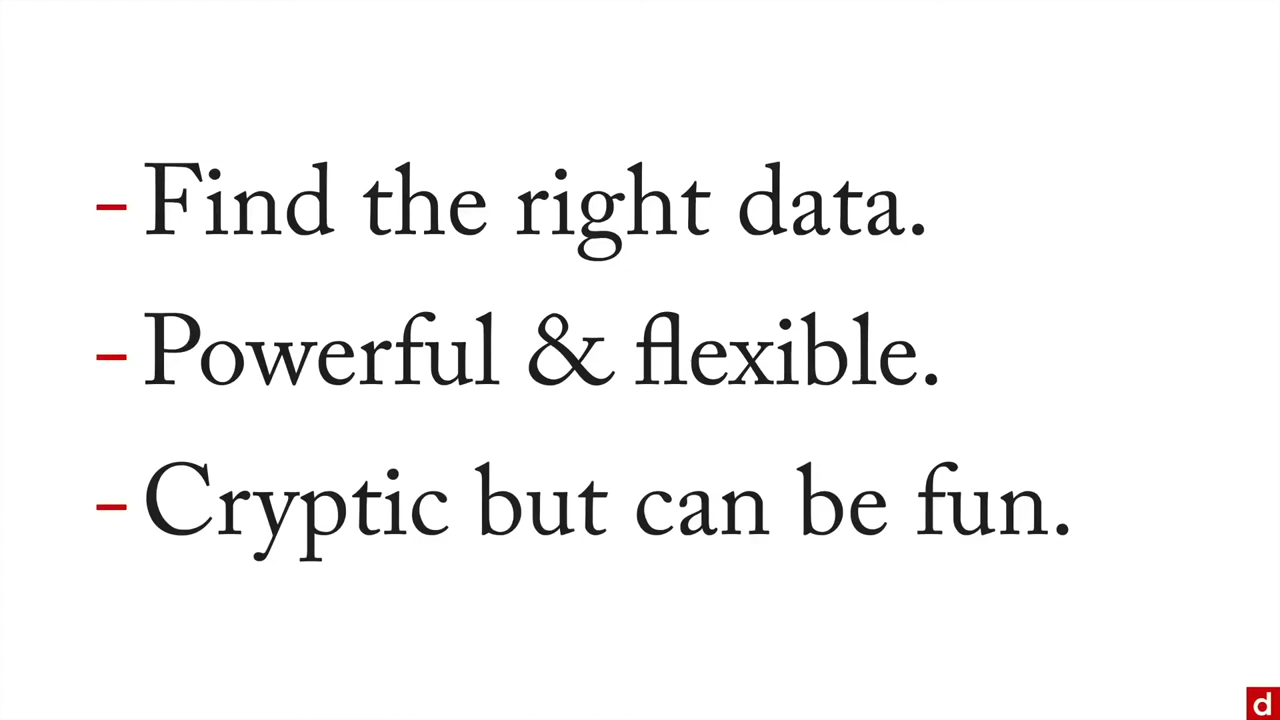 - Find the right data.
- Powerful & flexible.
- Cryptic but can be fun.
d